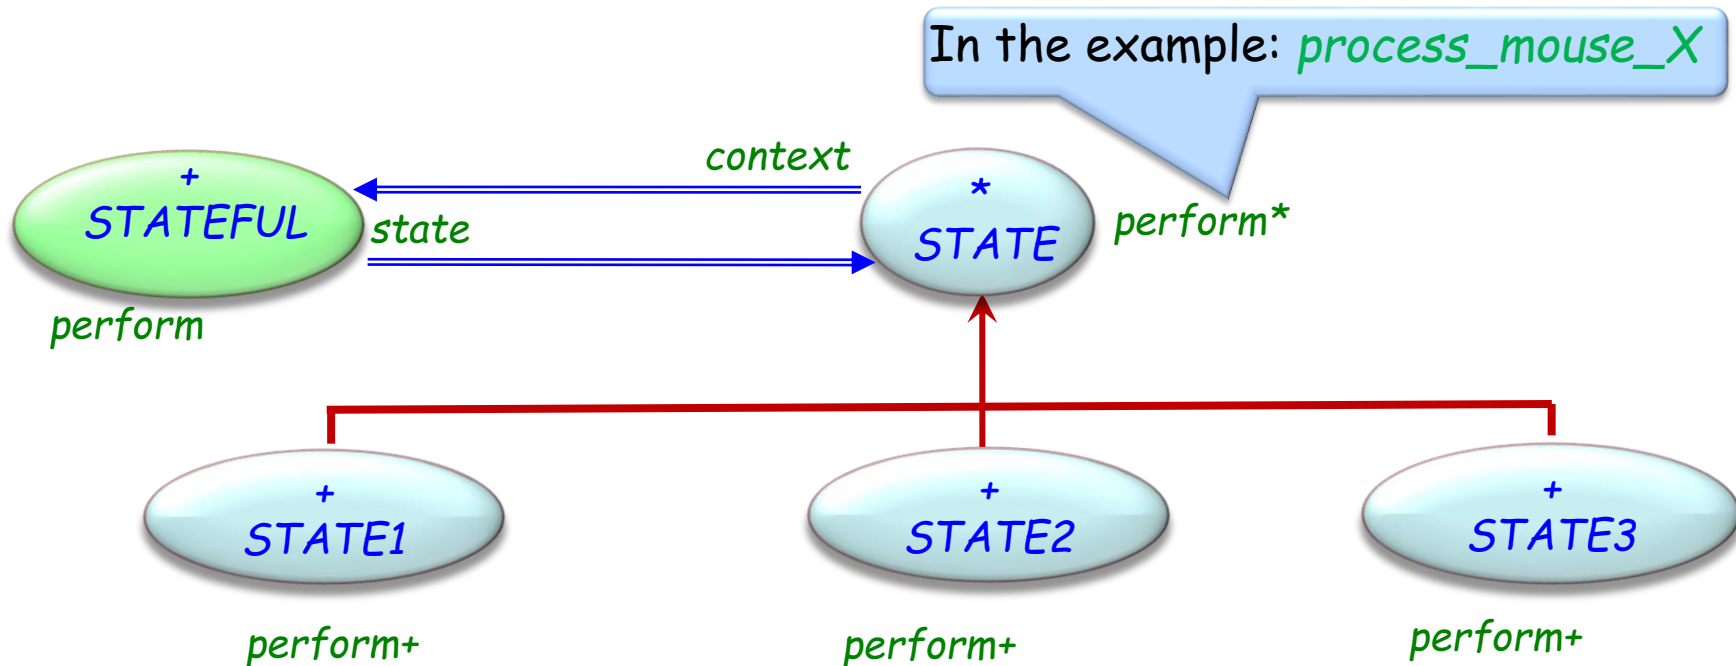 In the example: process_mouse_X
context
+
STATEFUL
state
*
STATE
perform*
perform
+
STATE1
+
STATE2
+
STATE3
perform+
perform+
perform+